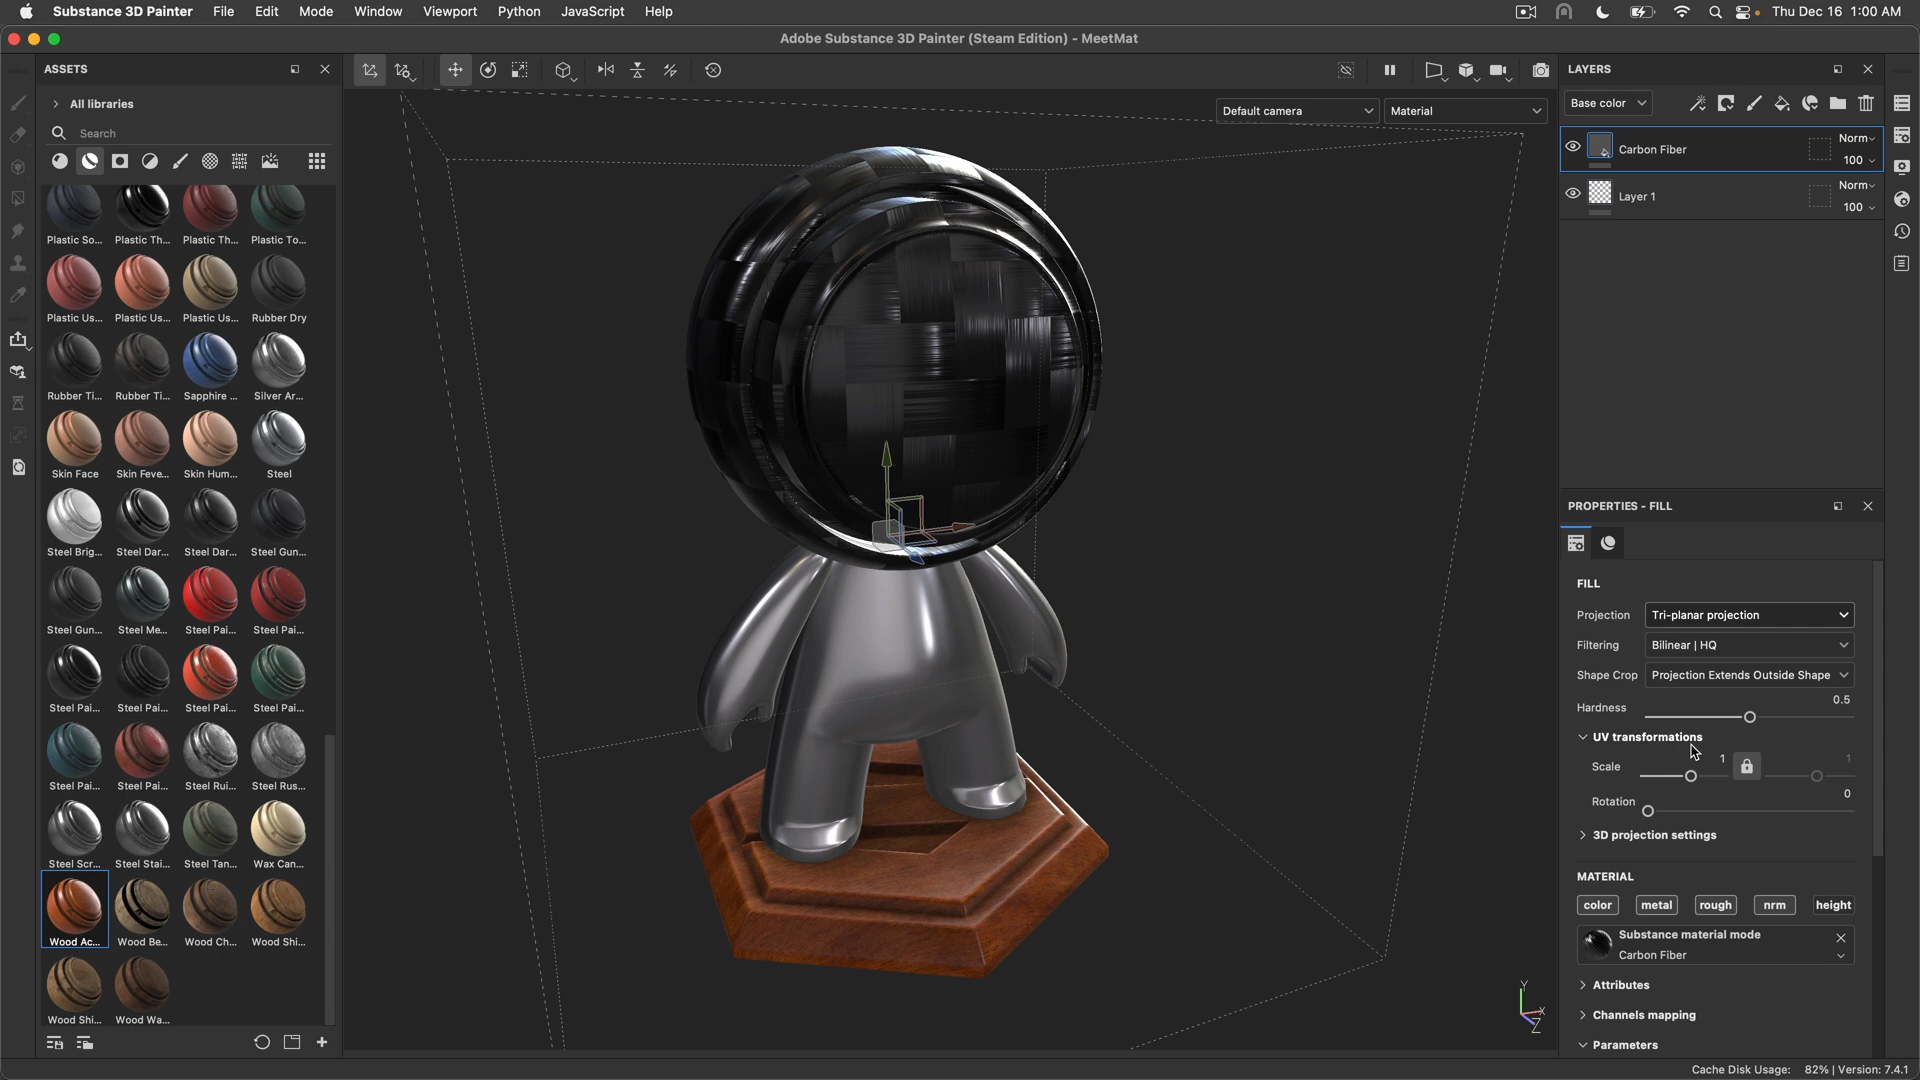 Substance 3D Painter File Edit Mode Window Viewport Python JavaScript Help Thu Dec 16 1:00 AM
Adobe Substance 3D Painter (Steam Edition) - MeetMat
ASSETS
All libraries
Search
Plastic So... Plastic Th... Plastic Th... Plastic To...
Plastic Us... Plastic Us... Plastic Us... Rubber Dry
Rubber Ti... Rubber Ti... Sapphire ... Silver Ar...
Skin Face Skin Feve... Skin Hum... Steel
Steel Brig... Steel Dar... Steel Dar... Steel Gun...
Steel Gun... Steel Me... Steel Pai... Steel Pai...
Steel Pai... Steel Pai... Steel Pai... Steel Pai...
Steel Pai... Steel Pai... Steel Rui... Steel Rus...
Steel Scr... Steel Stai... Steel Tan... Wax Can...
Wood Ac... Wood Be... Wood Ch... Wood Shi...
Wood Shi... Wood Wa...
Default camera Material
Y
X
Z
LAYERS
Base color
Carbon Fiber Norm
100
Layer 1 Norm
100
PROPERTIES - FILL
FILL
Projection Tri-planar projection
Filtering Bilinear | HQ
Shape Crop Projection Extends Outside Shape
Hardness 0.5
UV transformations
Scale 1 1
Rotation 0
3D projection settings
MATERIAL
color metal rough nrm height
Substance material mode
Carbon Fiber
Attributes
Channels mapping
Parameters
Cache Disk Usage: 82% | Version: 7.4.1